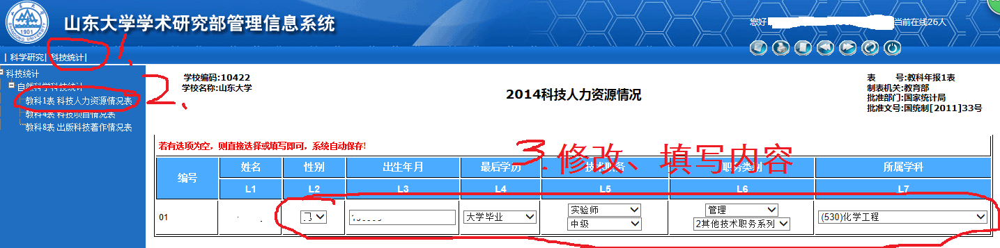 山东大学学术研究部管理信息系统
SHANDONG UNIVERSITY
1901
您好 当前在线26人
| 科学研究| 科技统计|
1、
科技统计
自然科学科技统计
教科1表 科技人力资源情况表
教科4表 科技项目情况表
教科8表 出版科技著作情况表
2、
学校编码:10422
学校名称:山东大学
2014科技人力资源情况
表 号:教科年报1表
制表机关:教育部
批准部门:国家统计局
批准文号:国统制[2011]33号
若有选项为空，则直接选择或填写即可，系统自动保存!
3.修改、填写内容
编号 姓名 性别 出生年月 最后学历 技术职务 职务类别 所属学科
L1 L2 L3 L4 L5 L6 L7
01 大学毕业 实验师 管理 (530)化学工程
中级 2其他技术职务系列